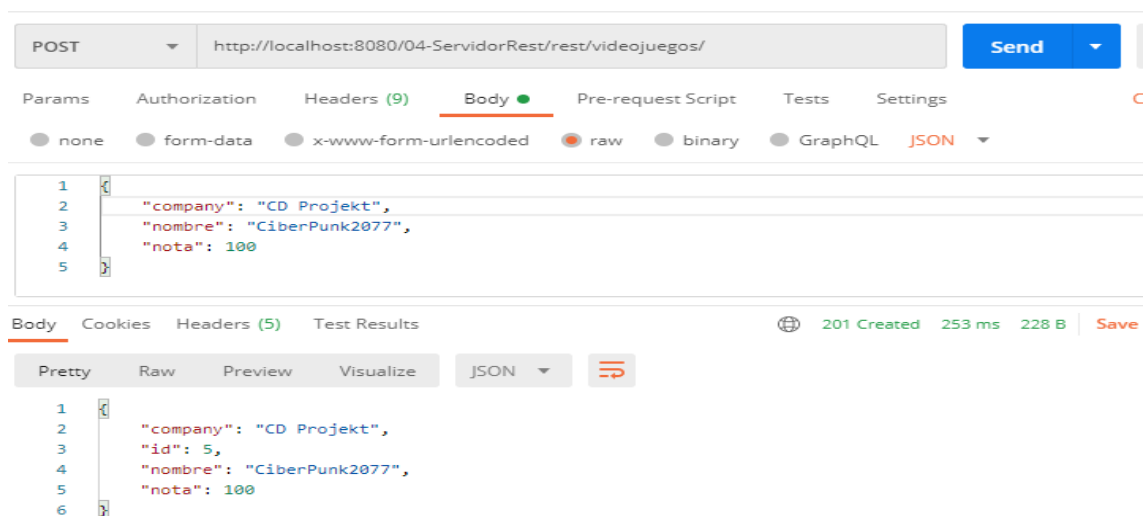 POST http://localhost:8080/04-ServidorRest/rest/videojuegos/ Send
Params Authorization Headers (9) Body Pre-request Script Tests Settings
none form-data x-www-form-urlencoded raw binary GraphQL JSON
1 {
2 "company": "CD Projekt",
3 "nombre": "CiberPunk2077",
4 "nota": 100
5 }
Body Cookies Headers (5) Test Results 201 Created 253 ms 228 B Save
Pretty Raw Preview Visualize JSON
1 {
2 "company": "CD Projekt",
3 "id": 5,
4 "nombre": "CiberPunk2077",
5 "nota": 100
6 }